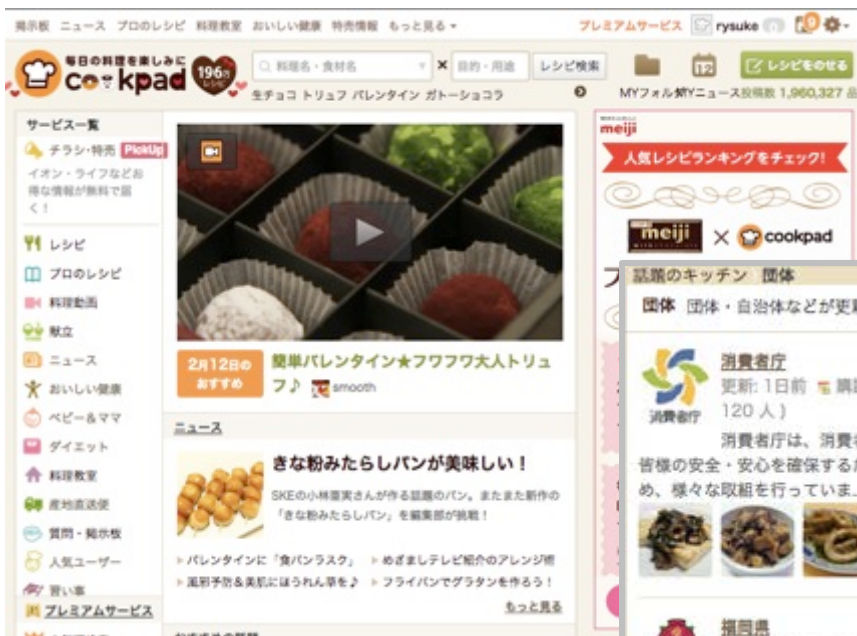 掲示板 ニュース プロのレシピ 料理教室 おいしい健康 特売情報 もっと見る
プレミアムサービス rysuke 9
毎日の料理を楽しみに
cookpad
196万
レシピ
料理名・食材名 × 目的・用途 レシピ検索
生チョコ トリュフ バレンタイン ガトーショコラ
レシピをのせる
MYフォルダ MYニュース 投稿数 1,960,327 品
サービス一覧
チラシ・特売 PickUp
イオン・ライフなどお
得な情報が無料で届
く!
レシピ
プロのレシピ
料理動画
献立
ニュース
おいしい健康
ベビー&ママ
ダイエット
料理教室
産地直送便
質問・掲示板
人気ユーザー
習い事
プレミアムサービス
2月12日の
おすすめ
簡単バレンタイン★フワフワ大人トリュ
フ♪ smooth
ニュース
きな粉みたらしパンが美味しい!
SKEの小林亜実さんが作る話題のパン。またまた新作の
「きな粉みたらしパン」を編集部が挑戦!
バレンタインに「食パンラスク」 めざましテレビ紹介のアレンジ術
風邪予防&美肌にほうれん草を♪ フライパンでグラタンを作ろう!
もっと見る
meiji
人気レシピランキングをチェック!
meiji × cookpad
話題のキッチン 団体
団体 団体・自治体などが更新
消費者庁
更新: 1日前
120 人 )
消費者庁
消費者庁は、消費者
皆様の安全・安心を確保するた
め、様々な取組を行っていま..
福岡県